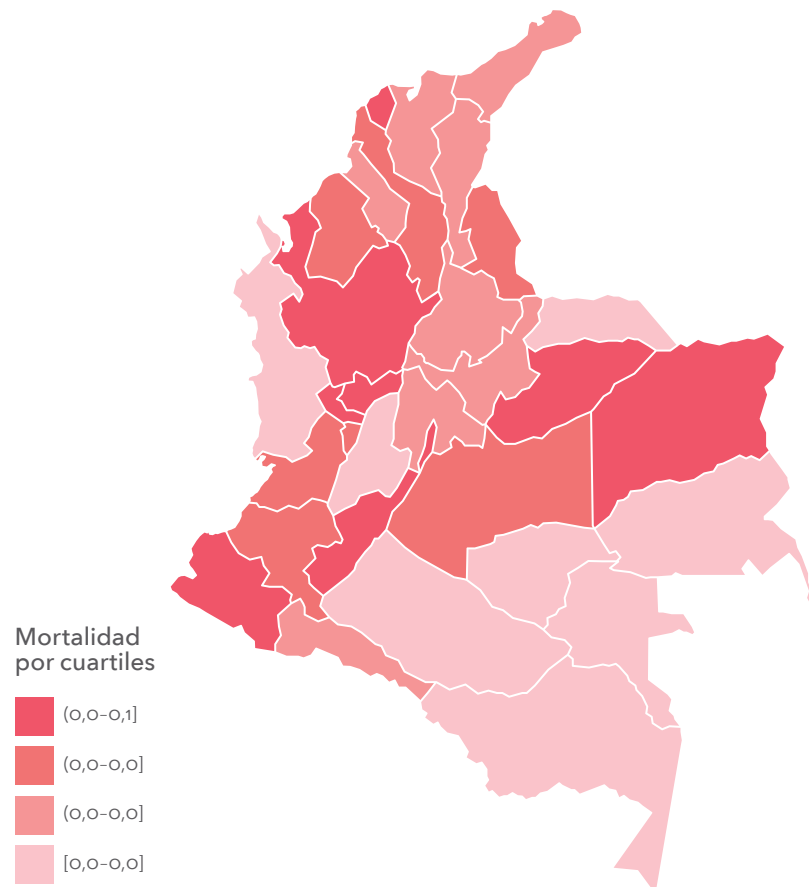 Mortalidad
por cuartiles
(0,0–0,1]
(0,0–0,0]
(0,0–0,0]
[0,0–0,0]